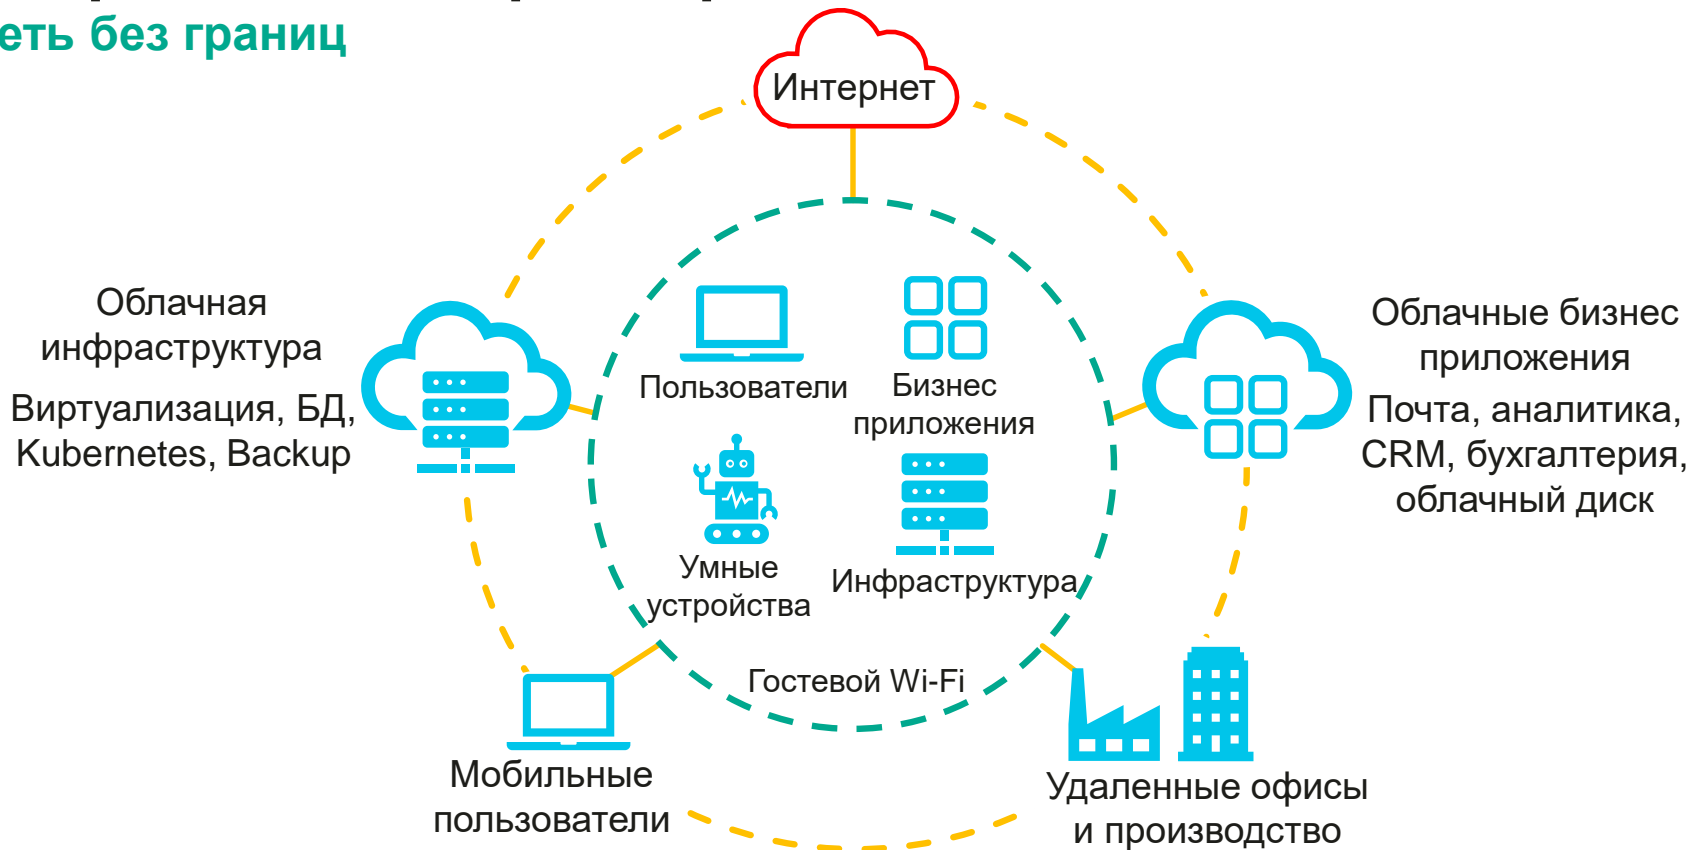 еть без границ
Интернет
Облачная
инфраструктура
Виртуализация, БД,
Kubernetes, Backup
Пользователи
Бизнес
приложения
Облачные бизнес
приложения
Почта, аналитика,
CRM, бухгалтерия,
облачный диск
Умные
устройства
Инфраструктура
Гостевой Wi-Fi
Мобильные
пользователи
Удаленные офисы
и производство